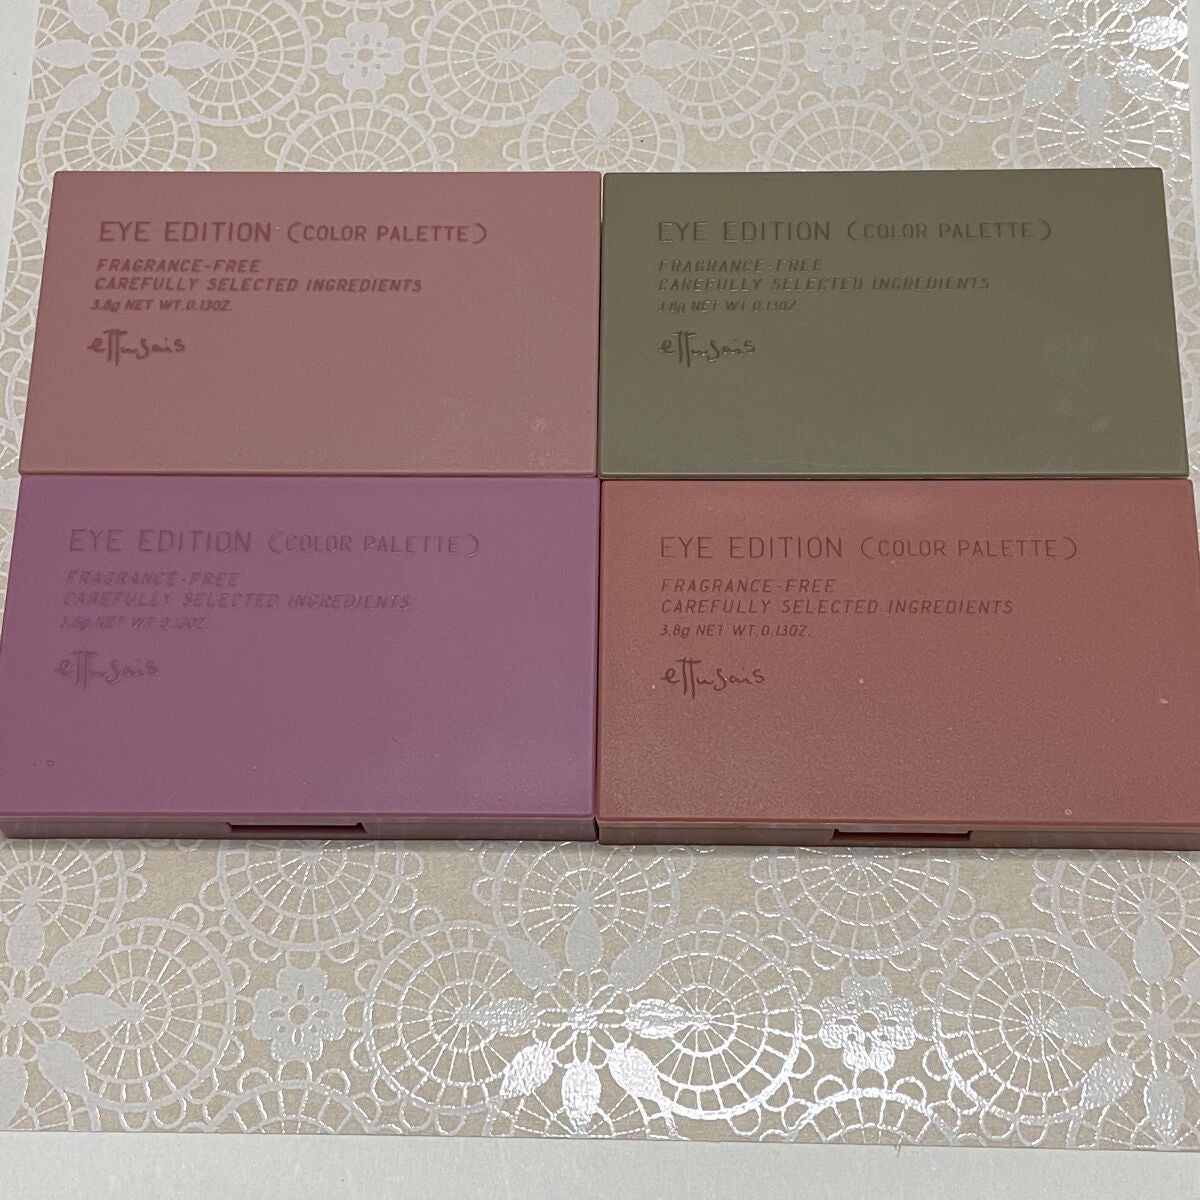 EYE EDITION (COLOR PALETTE)
FRAGRANCE-FREE
CAREFULLY SELECTED INGREDIENTS
3.8g NET WT.0.13OZ.
ettusais
EYE EDITION (COLOR PALETTE)
FRAGRANCE-FREE
CAREFULLY SELECTED INGREDIENTS
3.8g NET WT.0.13OZ
ettusais
EYE EDITION (COLOR PALETTE)
FRAGRANCE-FREE
CAREFULLY SELECTED INGREDIENTS
3.8g NET WT.0.13OZ.
ettusais
EYE EDITION (COLOR PALETTE)
FRAGRANCE-FREE
CAREFULLY SELECTED INGREDIENTS
3.8g NET WT.0.13OZ.
ettusais